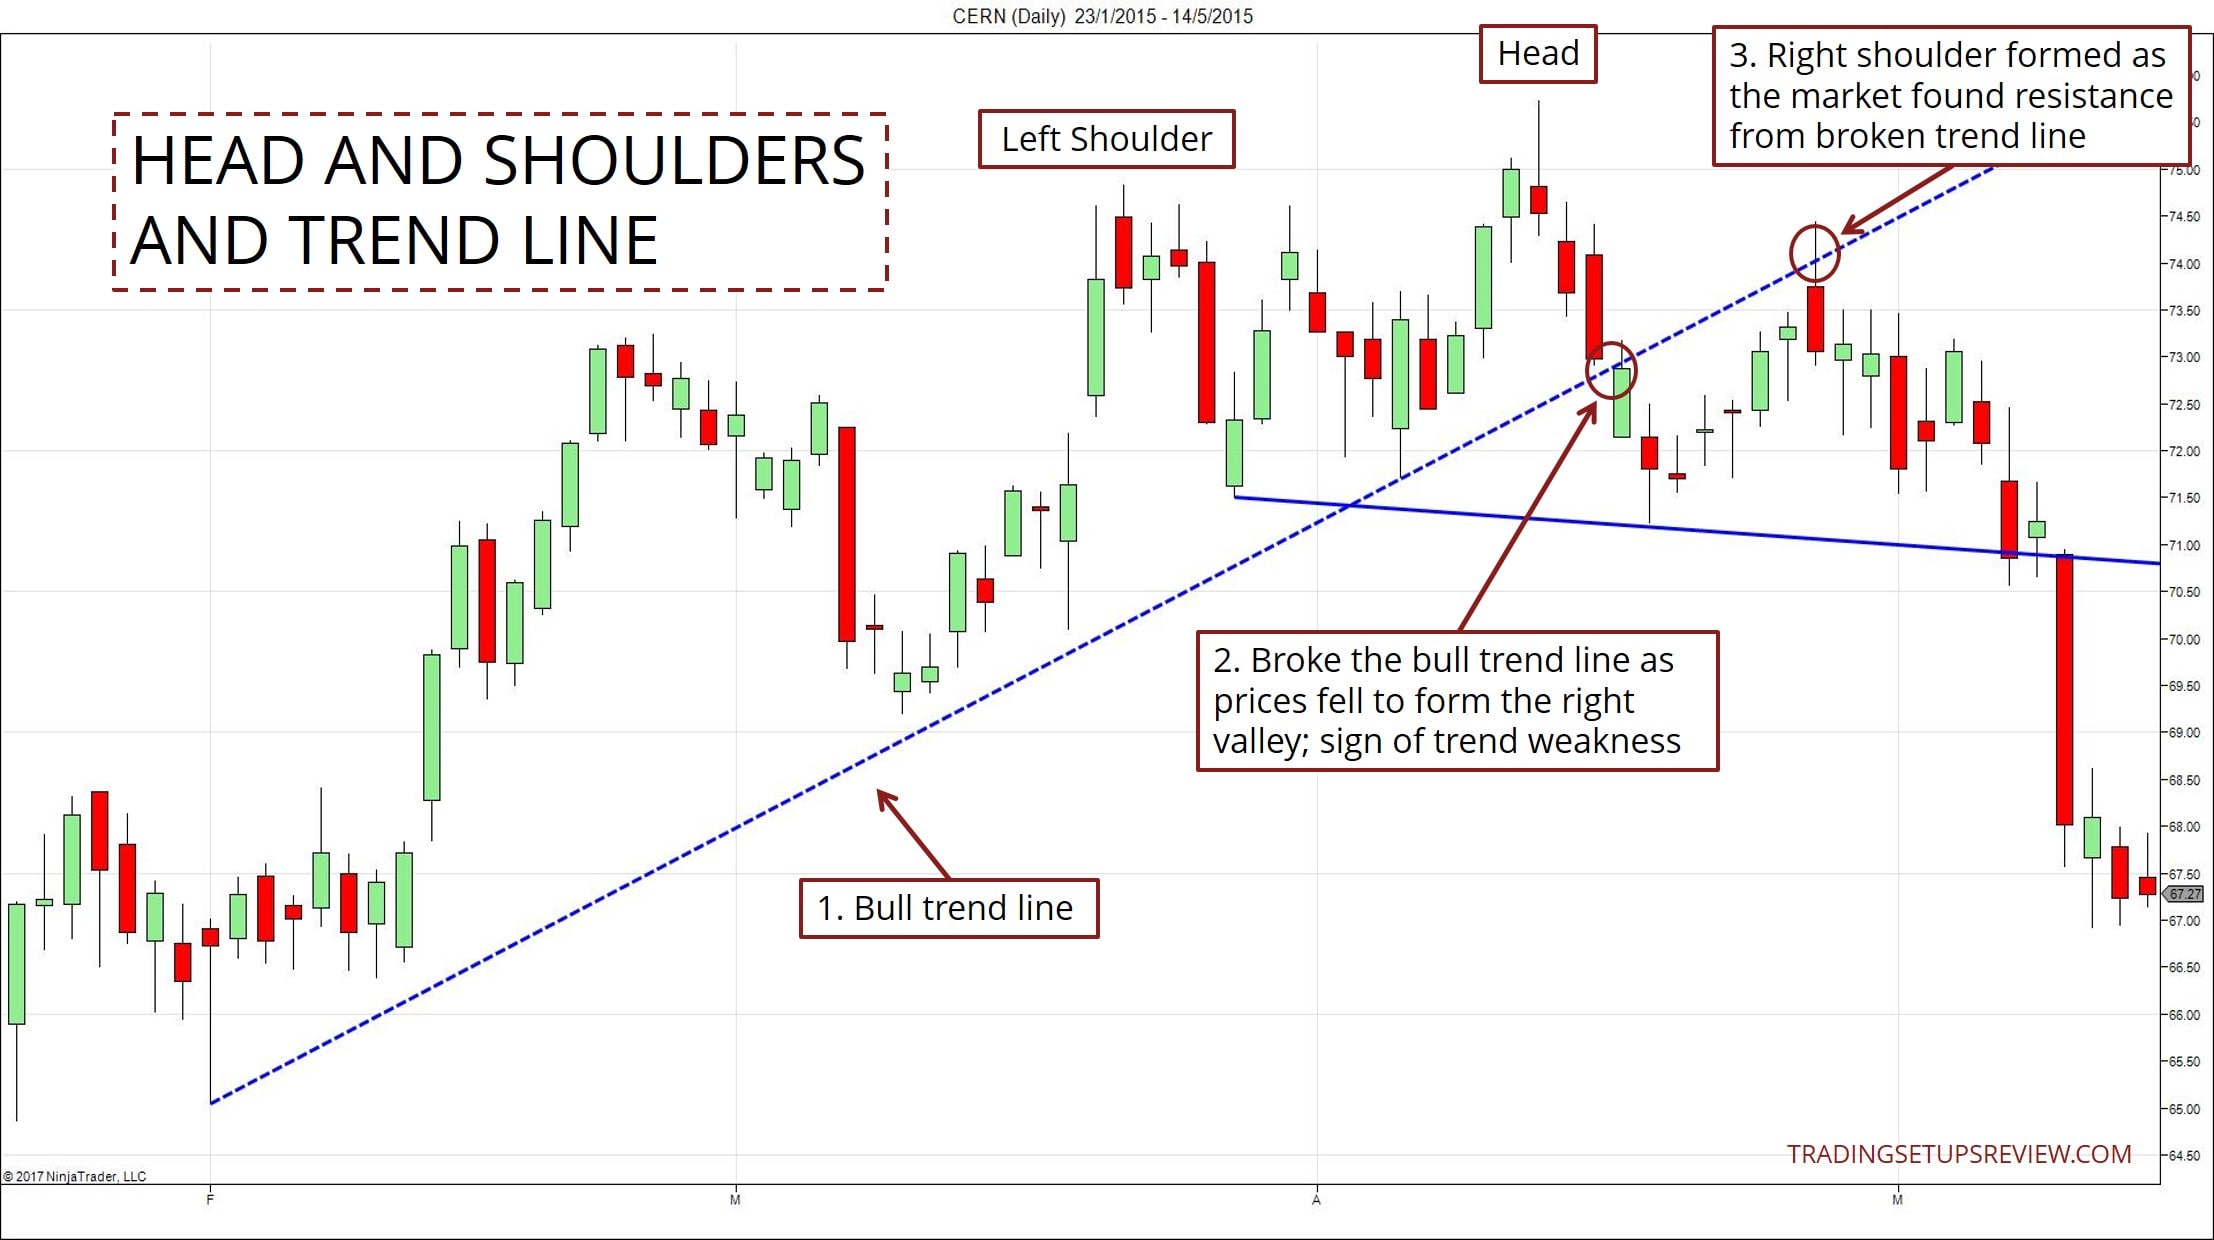 CERN (Daily) 23/1/2015 - 14/5/2015
HEAD AND SHOULDERS
AND TREND LINE
Left Shoulder
Head
3. Right shoulder formed as
the market found resistance
from broken trend line
2. Broke the bull trend line as
prices fell to form the right
valley; sign of trend weakness
1. Bull trend line
75.00
74.50
74.00
73.50
73.00
72.50
72.00
71.50
71.00
70.50
70.00
69.50
69.00
68.50
68.00
67.50
67.27
67.00
66.50
66.00
65.50
65.00
64.50
TRADINGSETUPSREVIEW.COM
© 2017 NinjaTrader, LLC
F
M
A
M